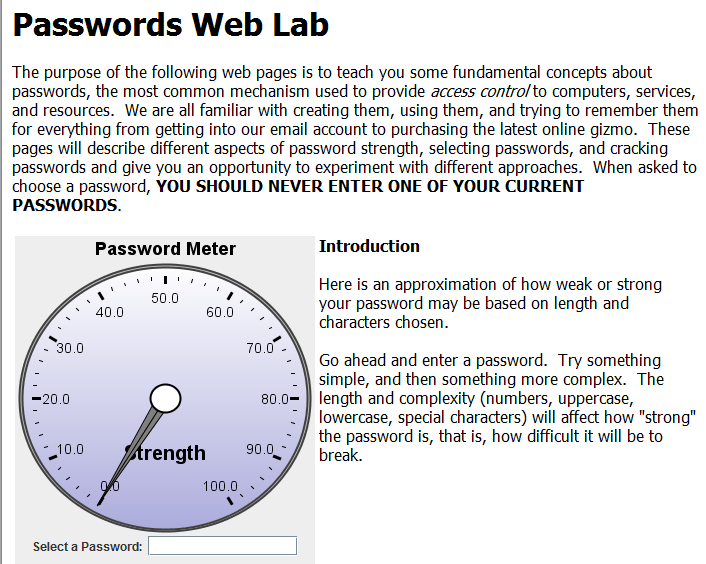 Passwords Web Lab
The purpose of the following web pages is to teach you some fundamental concepts about
passwords, the most common mechanism used to provide access control to computers, services,
and resources.  We are all familiar with creating them, using them, and trying to remember them
for everything from getting into our email account to purchasing the latest online gizmo.  These
pages will describe different aspects of password strength, selecting passwords, and cracking
passwords and give you an opportunity to experiment with different approaches.  When asked to
choose a password, YOU SHOULD NEVER ENTER ONE OF YOUR CURRENT
PASSWORDS.
Password Meter
50.0
40.0
60.0
30.0
70.0
20.0
80.0
10.0
90.0
Strength
0.0
100.0
Select a Password:
Introduction
Here is an approximation of how weak or strong
your password may be based on length and
characters chosen.
Go ahead and enter a password.  Try something
simple, and then something more complex.  The
length and complexity (numbers, uppercase,
lowercase, special characters) will affect how "strong"
the password is, that is, how difficult it will be to
break.